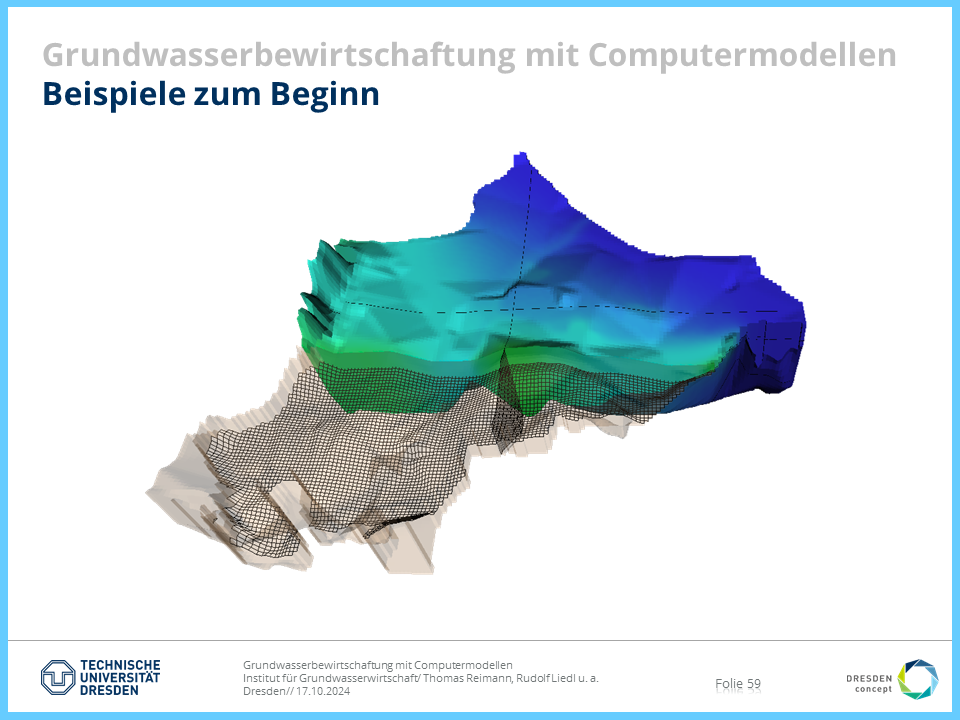 Grundwasserbewirtschaftung mit Computermodellen
Beispiele zum Beginn
TECHNISCHE
UNIVERSITÄT
DRESDEN
Grundwasserbewirtschaftung mit Computermodellen
Institut für Grundwasserwirtschaft/ Thomas Reimann, Rudolf Liedl u. a.
Dresden// 17.10.2024
Folie 59
DRESDEN
concept